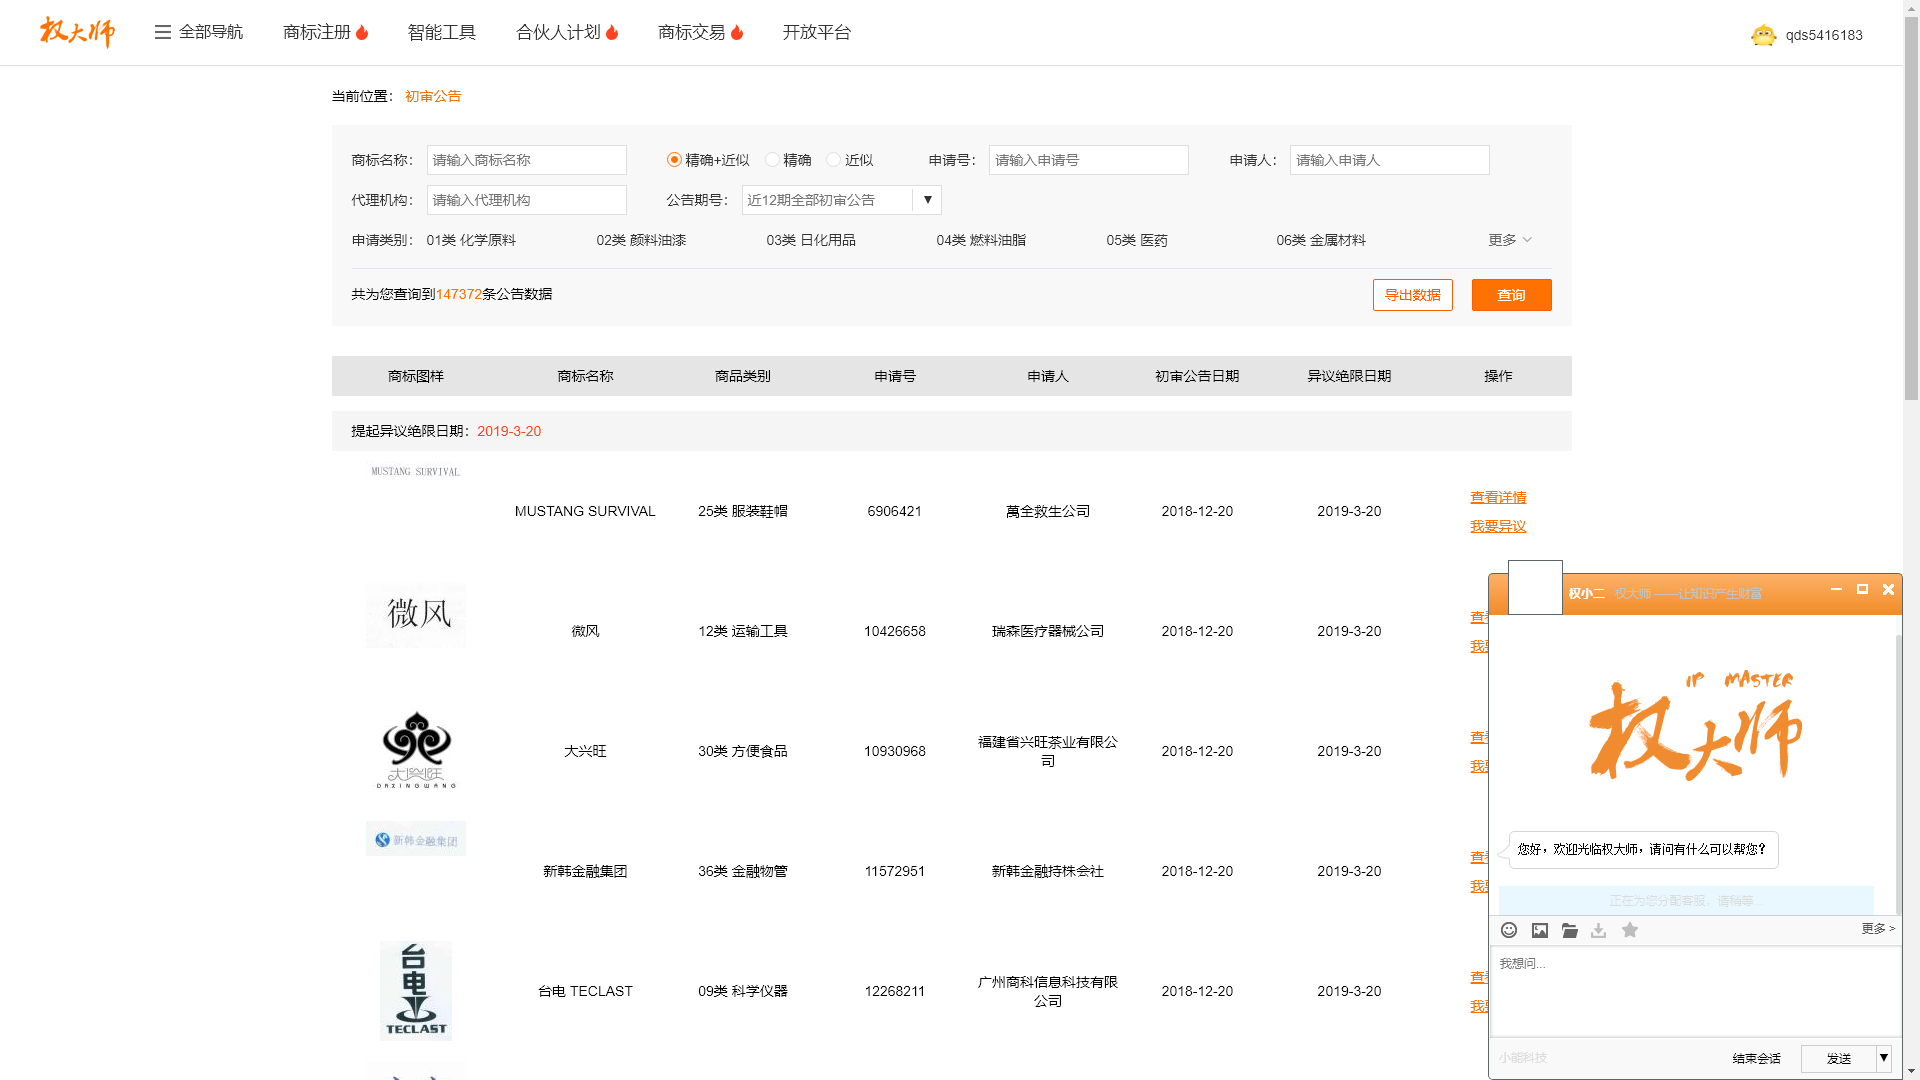 权大师 全部导航 商标注册 智能工具 合伙人计划 商标交易 开放平台 qds5416183
当前位置： 初审公告
商标名称： 请输入商标名称 精确+近似 精确 近似 申请号： 请输入申请号 申请人： 请输入申请人
代理机构： 请输入代理机构 公告期号： 近12期全部初审公告 ▼
申请类别： 01类 化学原料 02类 颜料油漆 03类 日化用品 04类 燃料油脂 05类 医药 06类 金属材料 更多
共为您查询到147372条公告数据 导出数据 查询
商标图样 商标名称 商品类别 申请号 申请人 初审公告日期 异议绝限日期 操作
提起异议绝限日期：2019-3-20
MUSTANG SURVIVAL
MUSTANG SURVIVAL 25类 服装鞋帽 6906421 萬全救生公司 2018-12-20 2019-3-20 查看详情
我要异议
微风
微风 12类 运输工具 10426658 瑞森医疗器械公司 2018-12-20 2019-3-20
大兴旺
DAXINGWANG
大兴旺 30类 方便食品 10930968 福建省兴旺茶业有限公司 2018-12-20 2019-3-20
新韩金融集团
新韩金融集团 36类 金融物管 11572951 新韩金融持株会社 2018-12-20 2019-3-20
台电
TECLAST
台电 TECLAST 09类 科学仪器 12268211 广州商科信息科技有限公司 2018-12-20 2019-3-20
权小二 权大师 ——让知识产生财富
IP MASTER
权大师
您好，欢迎光临权大师，请问有什么可以帮您？
正在为您分配客服，请稍等...
更多 >
我想问...
小能科技 结束会话 发送 ▼